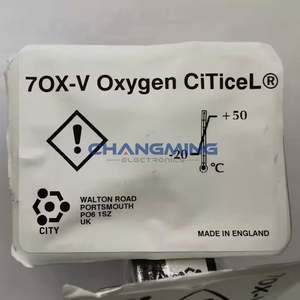 7OX-V Oxygen CiTiceL®
+50
CHANGMING
ELECTRONICS
-20
°C
CITY
WALTON ROAD
PORTSMOUTH
PO6 1SZ
UK
MADE IN ENGLAND